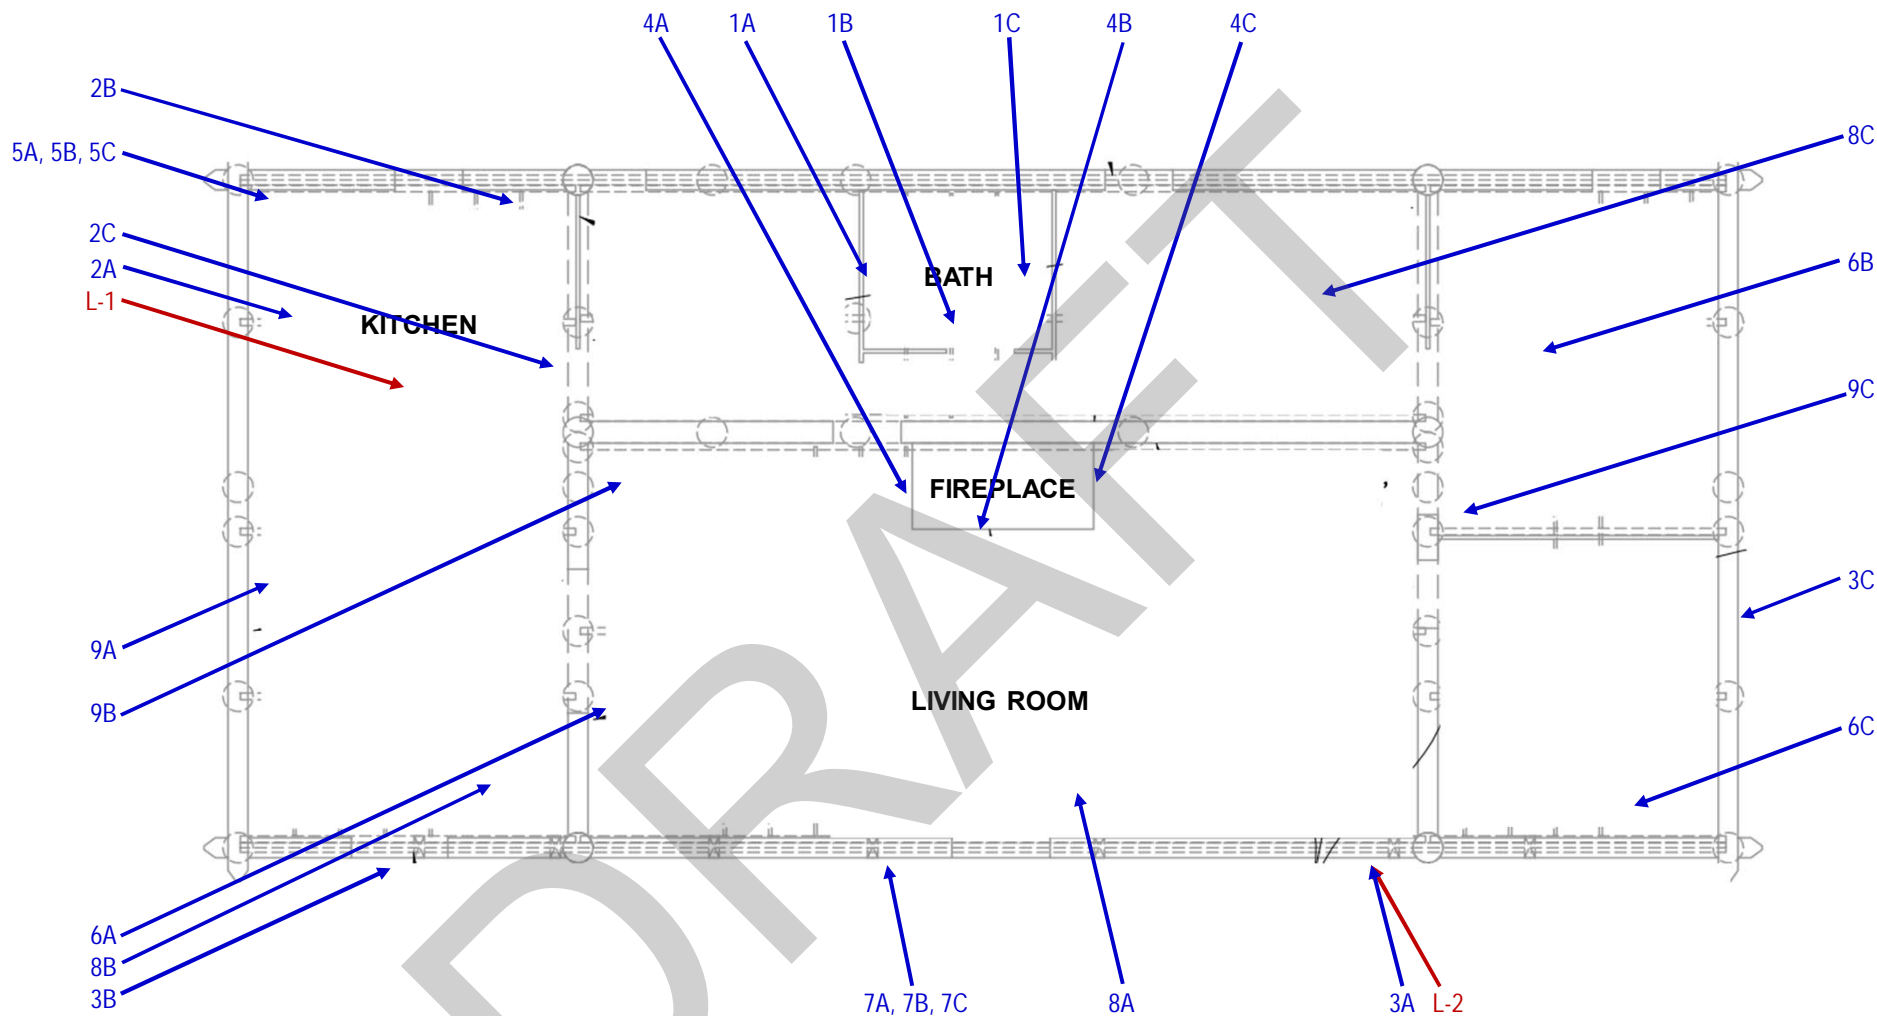 4A 1A 1B 1C 4B 4C
2B
8C
5A, 5B, 5C
2C
2A
6B
BATH
L-1
KITCHEN
9C
FIREPLACE
3C
9A
9B
LIVING ROOM
6C
6A
8B
3B
7A, 7B, 7C
8A
3A L-2
DRAFT